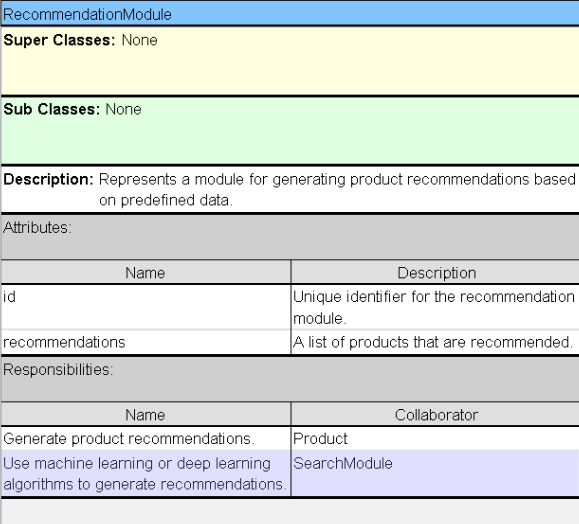 RecommendationModule
Super Classes: None
Sub Classes: None
Description: Represents a module for generating product recommendations based
on predefined data.
Attributes:
Name Description
id Unique identifier for the recommendation
module.
recommendations A list of products that are recommended.
Responsibilities:
Name Collaborator
Generate product recommendations. Product
Use machine learning or deep learning SearchModule
algorithms to generate recommendations.